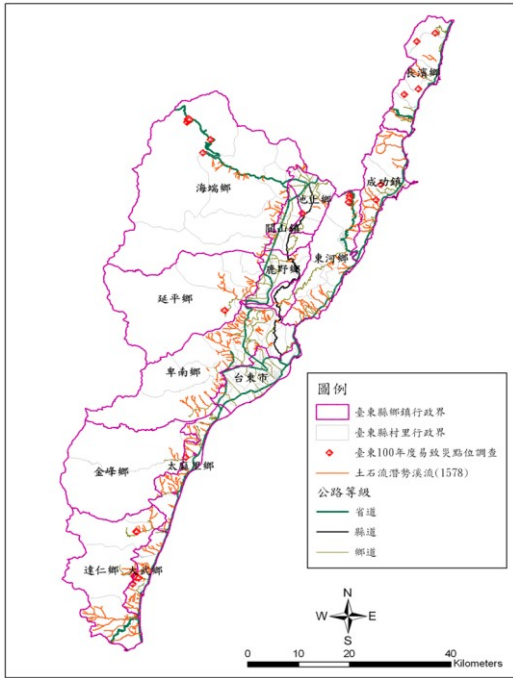 長濱鄉
成功鎮
海端鄉
池上鄉
關山鎮
東河鄉
鹿野鄉
延平鄉
卑南鄉
台東市
金峰鄉
太麻里鄉
達仁鄉
大武鄉
圖例
臺東縣鄉鎮行政界
臺東縣村里行政界
臺東100年度易致災點位調查
土石流潛勢溪流(1578)
公路等級
省道
縣道
鄉道
N
W
E
S
0 10 20 40
Kilometers